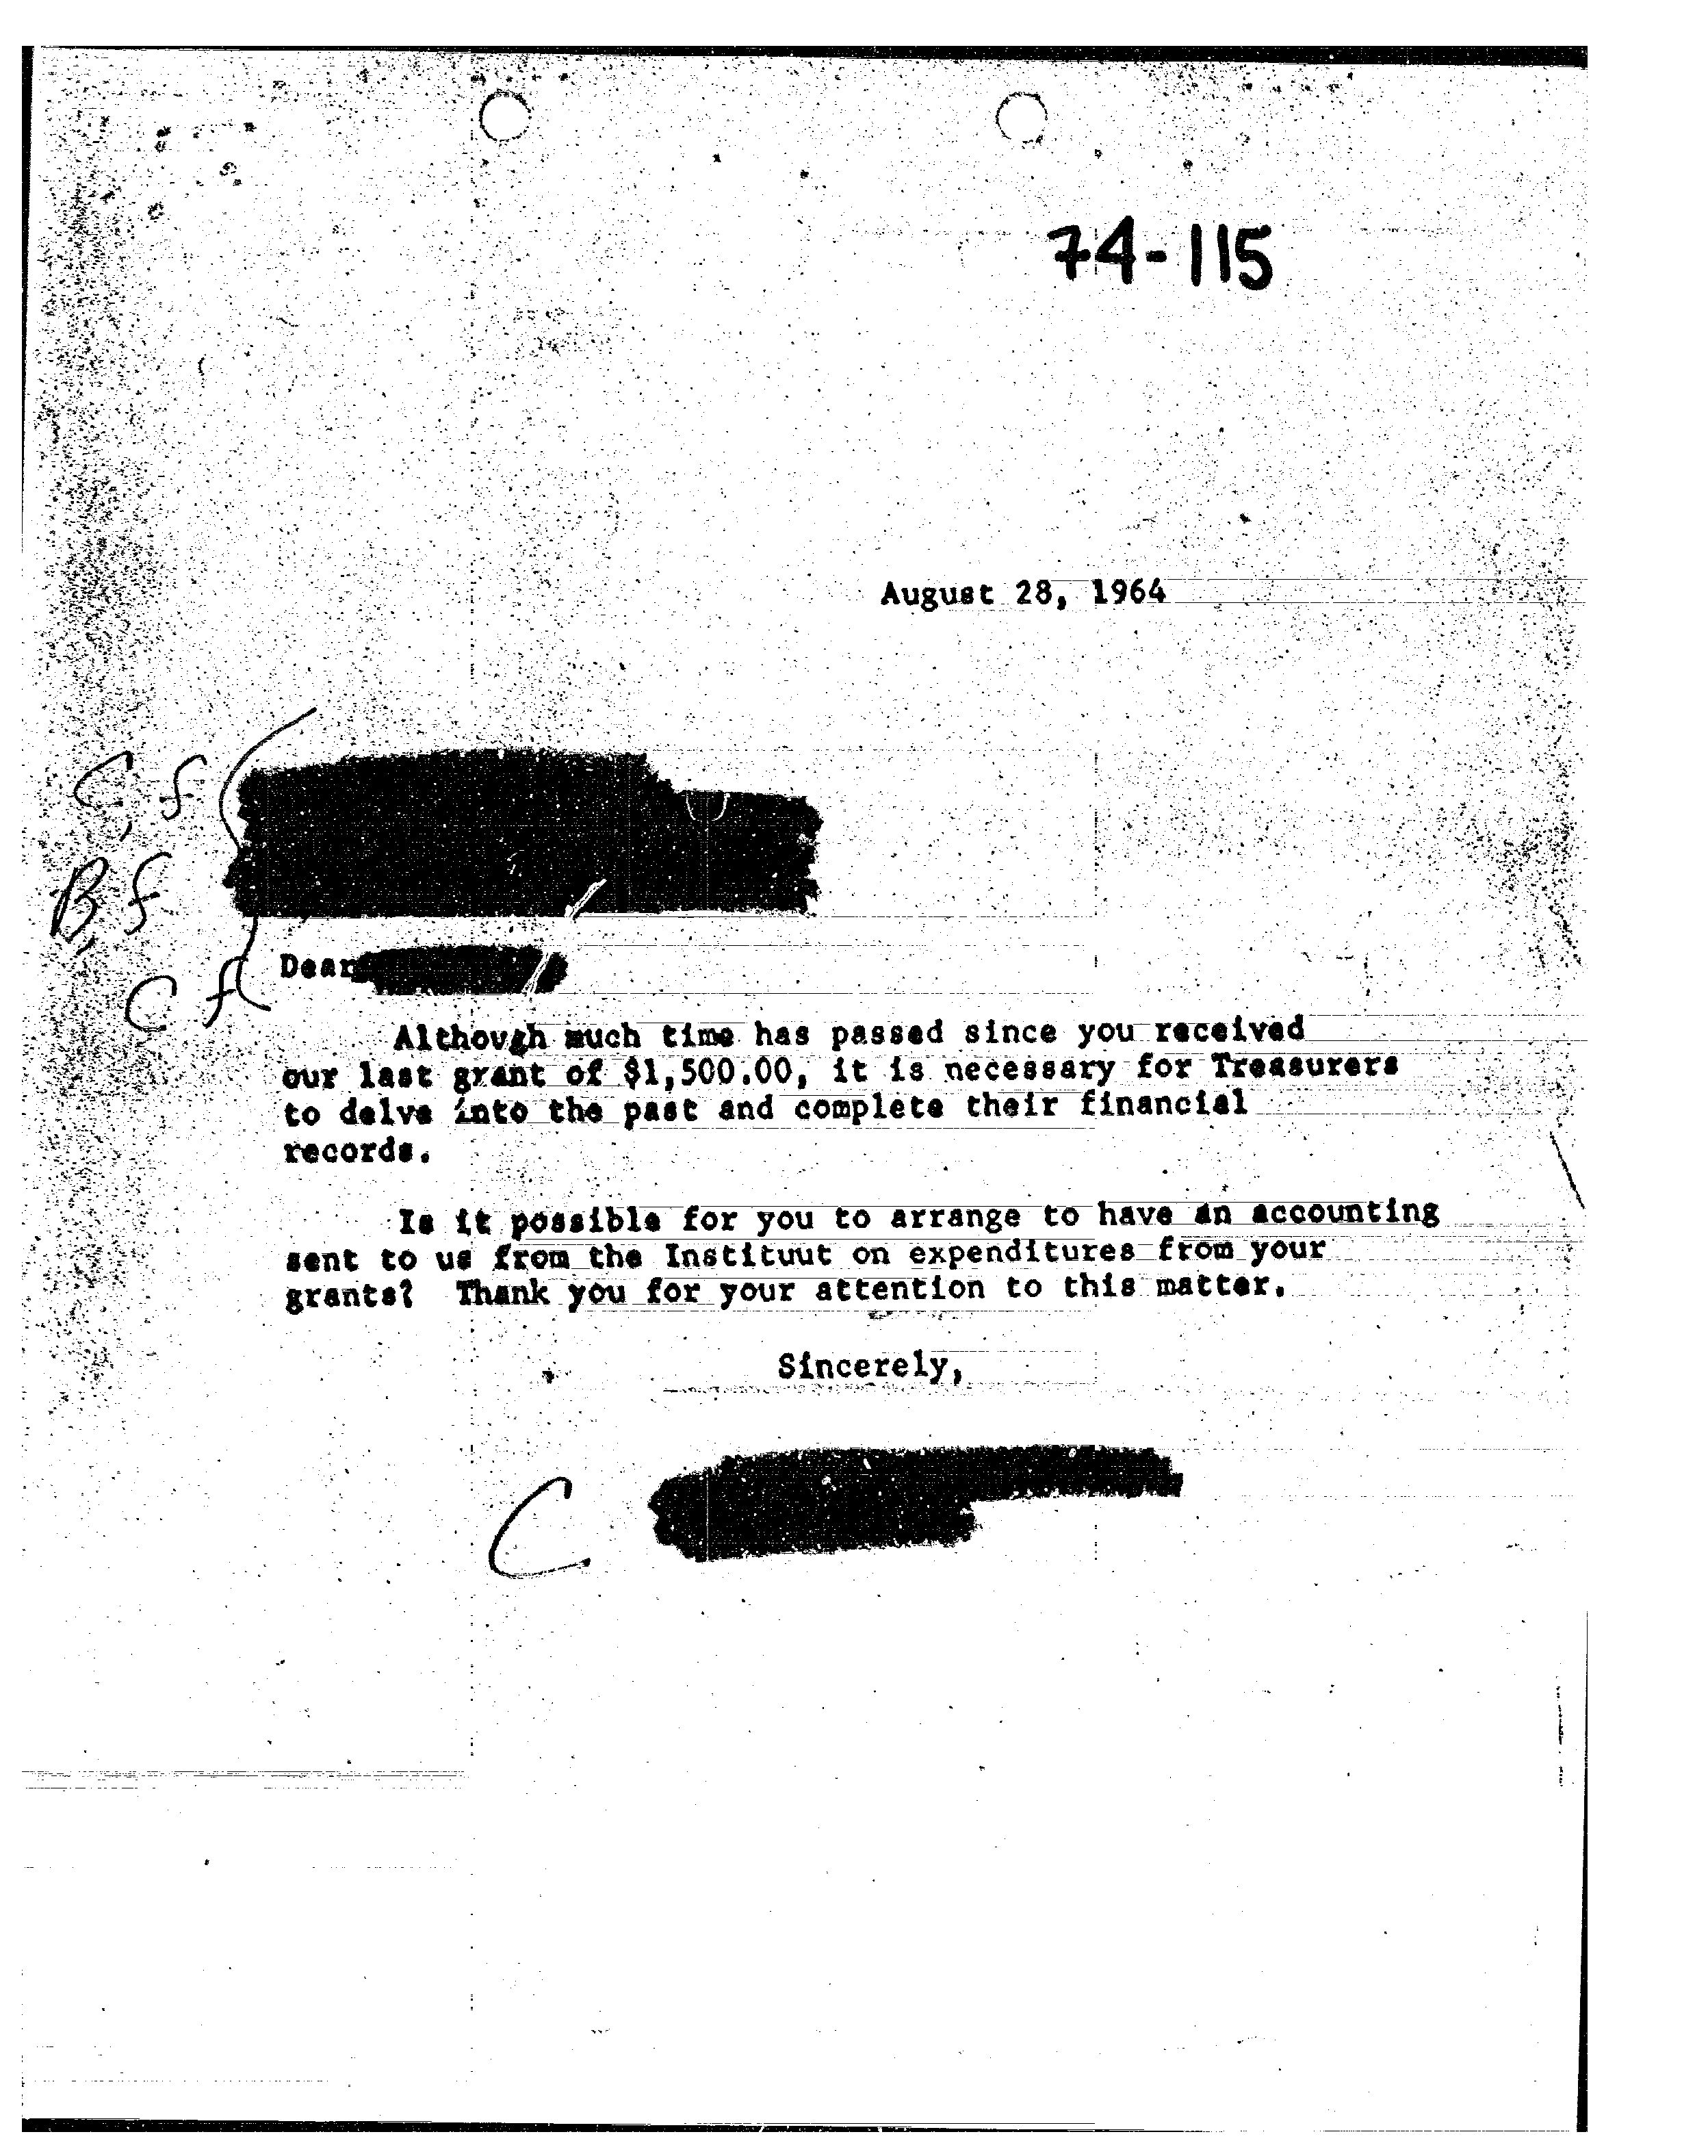 74-115
August 28, 1964
C, f
B, f
C f
Dear
Although much time has passed since you received
our last grant of $1,500.00, it is necessary for Treasurers
to delve into the past and complete their financial
records.
Is it possible for you to arrange to have an accounting
sent to us from the Instituut on expenditures from your
grants? Thank you for your attention to this matter.
Sincerely,
C